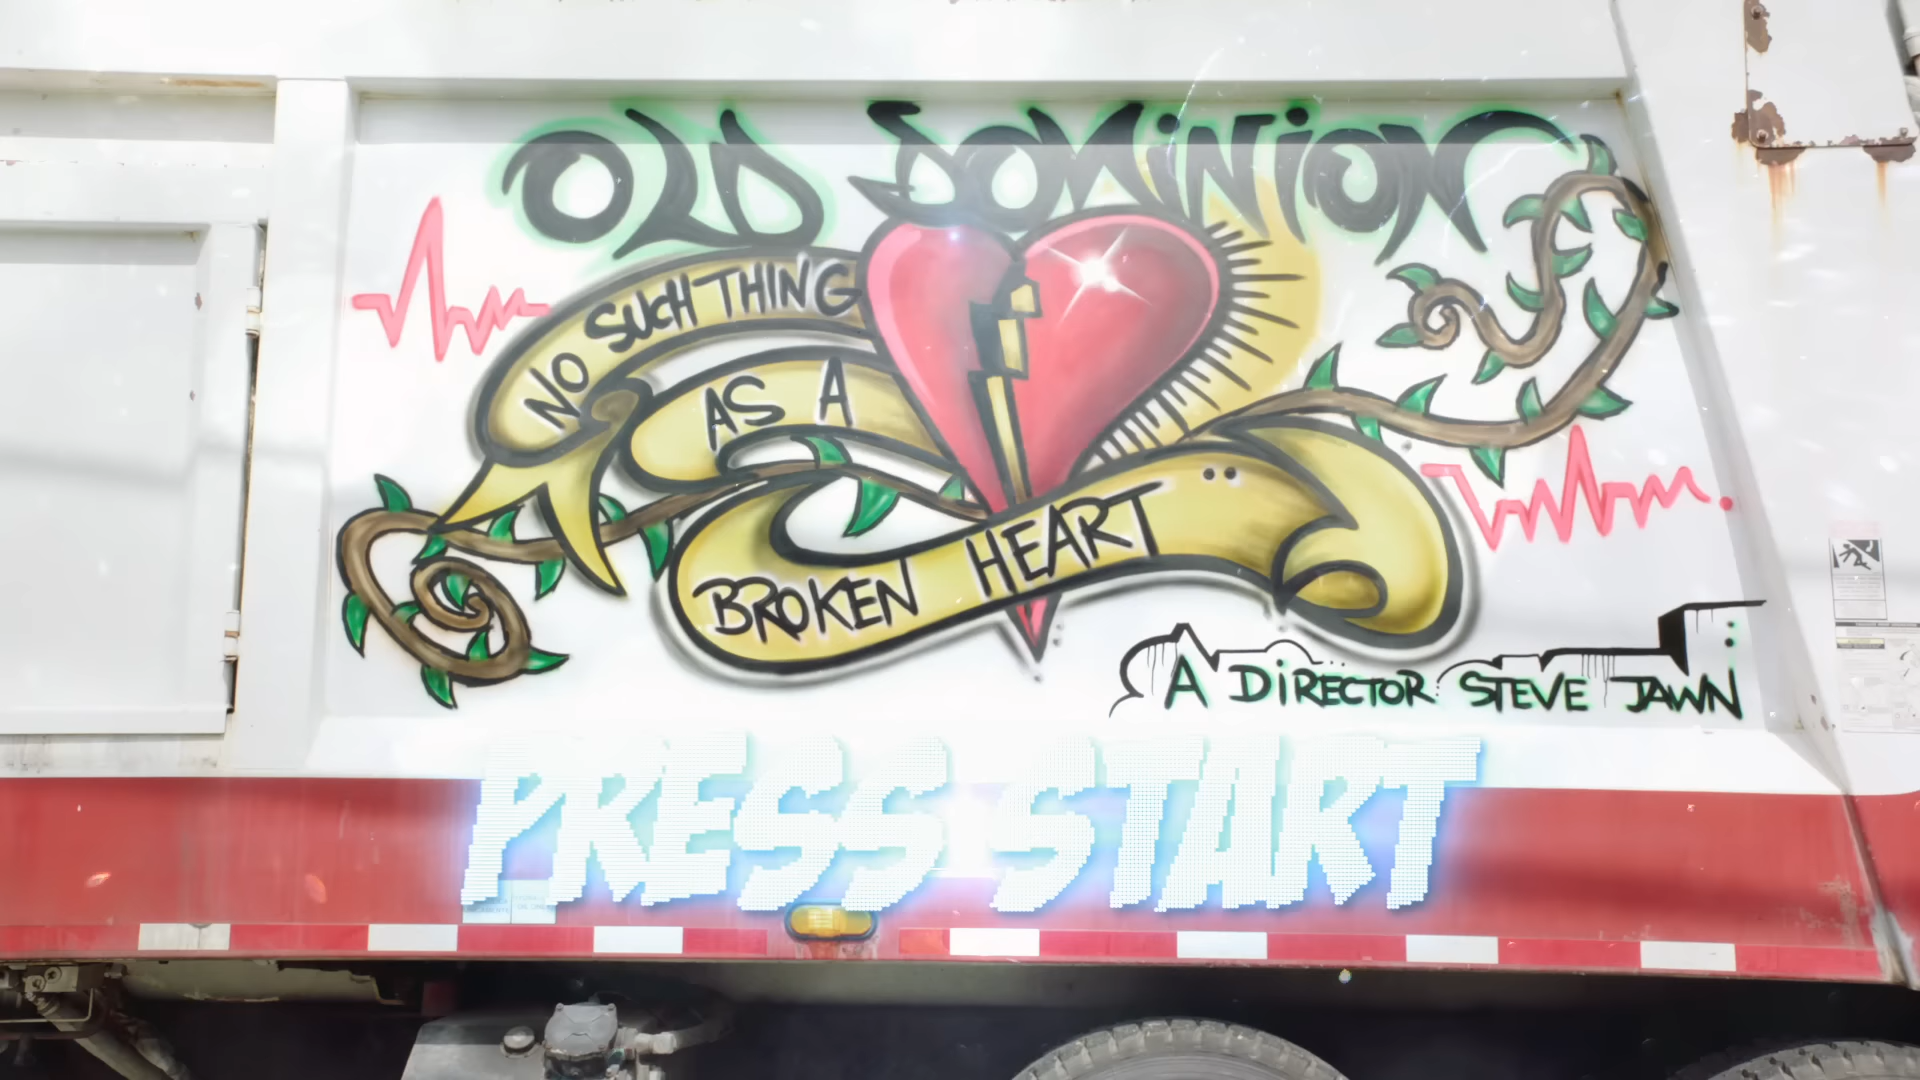 OLD DOMINION
NO SUCH THING
AS A
BROKEN HEART
A DIRECTOR STEVE JAWN
PRESS START